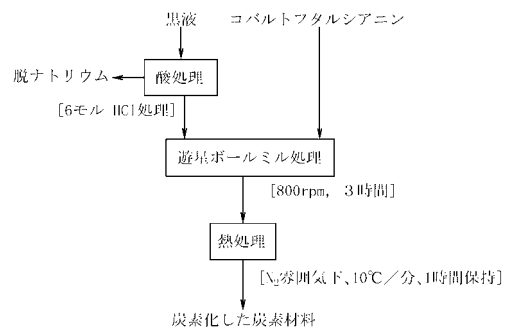 黒液 コバルトフタルシアニン
脱ナトリウム 酸処理
[6モル HCl処理]
遊星ボールミル処理
[800rpm, 3時間]
熱処理
[N₂雰囲気下、10℃/分、1時間保持]
炭素化した炭素材料